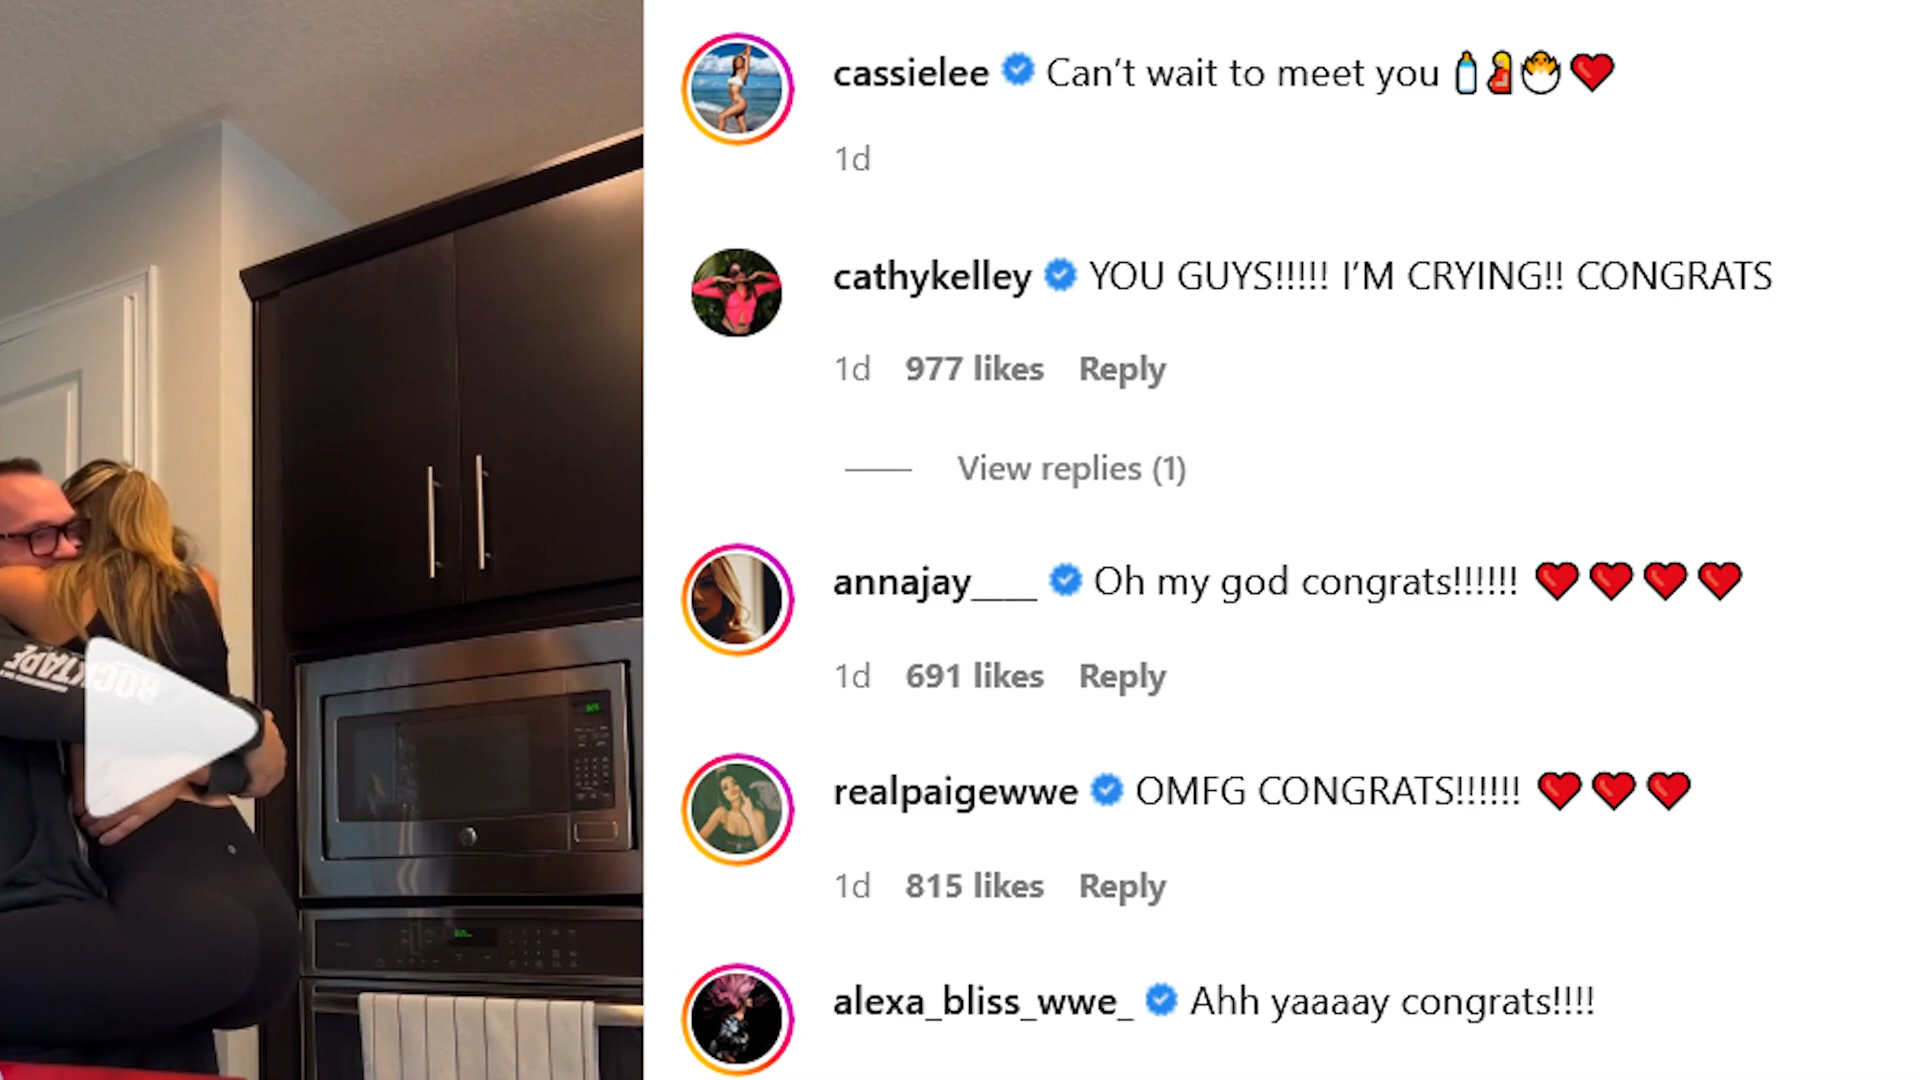 cassielee Can't wait to meet you 🍼🤰🐣❤️
1d
cathykelley YOU GUYS!!!!! I'M CRYING!! CONGRATS
1d 977 likes Reply
View replies (1)
annajay____ Oh my god congrats!!!!!! ❤️❤️❤️❤️
1d 691 likes Reply
realpaigewwe OMFG CONGRATS!!!!!! ❤️❤️❤️
1d 815 likes Reply
alexa_bliss_wwe_ Ahh yaaaay congrats!!!!
ROCKTAPE